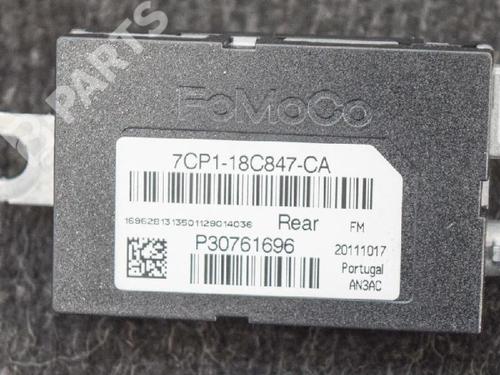 B PARTS
FoMoCo
7CP1-18C847-CA
1696281313501129014036
Rear FM
P30761696
20111017
Portugal
AN3AC